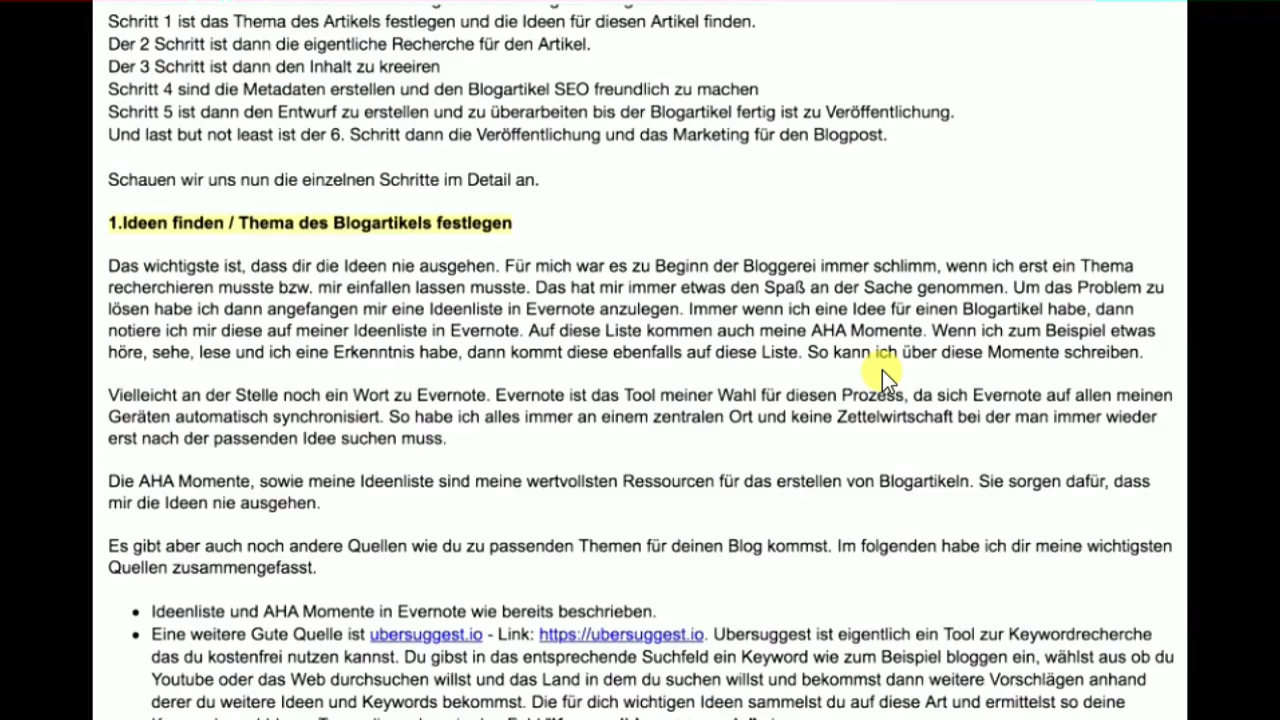 Schritt 1 ist das Thema des Artikels festlegen und die Ideen für diesen Artikel finden.
Der 2 Schritt ist dann die eigentliche Recherche für den Artikel.
Der 3 Schritt ist dann den Inhalt zu kreeiren
Schritt 4 sind die Metadaten erstellen und den Blogartikel SEO freundlich zu machen
Schritt 5 ist dann den Entwurf zu erstellen und zu überarbeiten bis der Blogartikel fertig ist zu Veröffentlichung.
Und last but not least ist der 6. Schritt dann die Veröffentlichung und das Marketing für den Blogpost.
Schauen wir uns nun die einzelnen Schritte im Detail an.
1.Ideen finden / Thema des Blogartikels festlegen
Das wichtigste ist, dass dir die Ideen nie ausgehen. Für mich war es zu Beginn der Bloggerei immer schlimm, wenn ich erst ein Thema
recherchieren musste bzw. mir einfallen lassen musste. Das hat mir immer etwas den Spaß an der Sache genommen. Um das Problem zu
lösen habe ich dann angefangen mir eine Ideenliste in Evernote anzulegen. Immer wenn ich eine Idee für einen Blogartikel habe, dann
notiere ich mir diese auf meiner Ideenliste in Evernote. Auf diese Liste kommen auch meine AHA Momente. Wenn ich zum Beispiel etwas
höre, sehe, lese und ich eine Erkenntnis habe, dann kommt diese ebenfalls auf diese Liste. So kann ich über diese Momente schreiben.
Vielleicht an der Stelle noch ein Wort zu Evernote. Evernote ist das Tool meiner Wahl für diesen Prozess, da sich Evernote auf allen meinen
Geräten automatisch synchronisiert. So habe ich alles immer an einem zentralen Ort und keine Zettelwirtschaft bei der man immer wieder
erst nach der passenden Idee suchen muss.
Die AHA Momente, sowie meine Ideenliste sind meine wertvollsten Ressourcen für das erstellen von Blogartikeln. Sie sorgen dafür, dass
mir die Ideen nie ausgehen.
Es gibt aber auch noch andere Quellen wie du zu passenden Themen für deinen Blog kommst. Im folgenden habe ich dir meine wichtigsten
Quellen zusammengefasst.
• Ideenliste und AHA Momente in Evernote wie bereits beschrieben.
• Eine weitere Gute Quelle ist ubersuggest.io - Link: https://ubersuggest.io. Ubersuggest ist eigentlich ein Tool zur Keywordrecherche
das du kostenfrei nutzen kannst. Du gibst in das entsprechende Suchfeld ein Keyword wie zum Beispiel bloggen ein, wählst aus ob du
Youtube oder das Web durchsuchen willst und das Land in dem du suchen willst und bekommst dann weitere Vorschläge anhand
derer du weitere Ideen und Keywords bekommst. Die für dich wichtigen Ideen sammelst du auf diese Art und ermittelst so deine